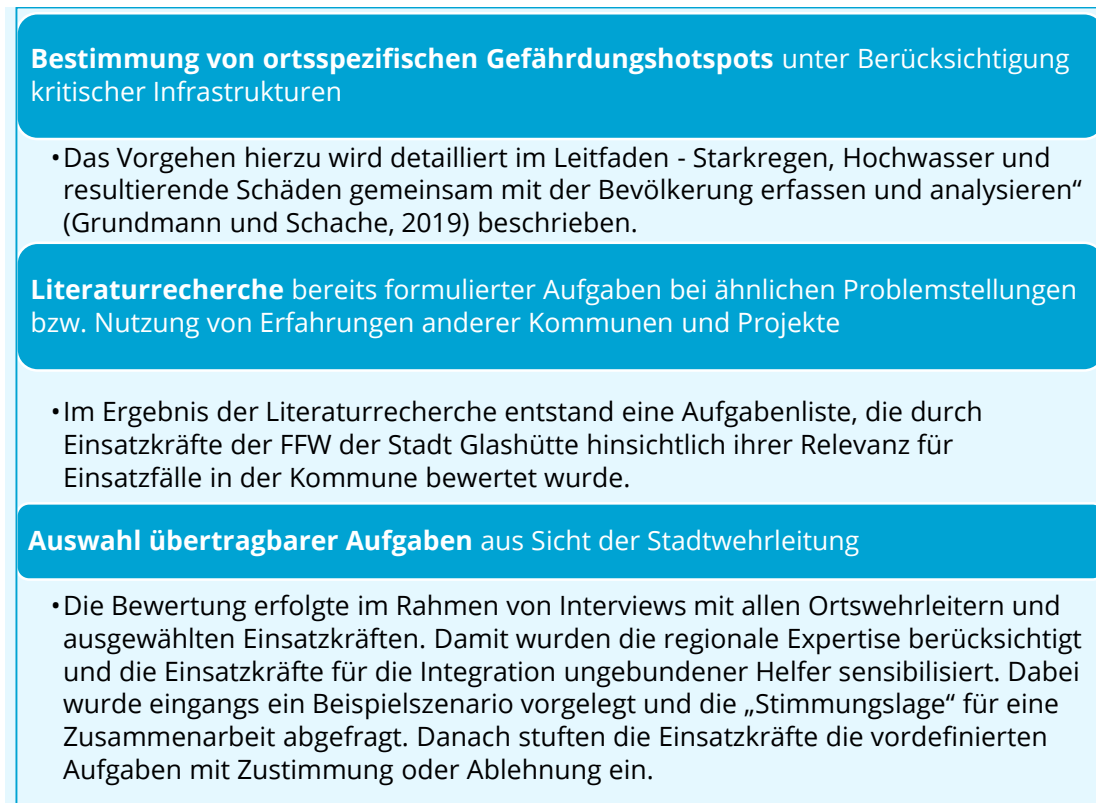 Bestimmung von ortsspezifischen Gefährdungshotspots unter Berücksichtigung
kritischer Infrastrukturen
•Das Vorgehen hierzu wird detailliert im Leitfaden - Starkregen, Hochwasser und
resultierende Schäden gemeinsam mit der Bevölkerung erfassen und analysieren“
(Grundmann und Schache, 2019) beschrieben.
Literaturrecherche bereits formulierter Aufgaben bei ähnlichen Problemstellungen
bzw. Nutzung von Erfahrungen anderer Kommunen und Projekte
•Im Ergebnis der Literaturrecherche entstand eine Aufgabenliste, die durch
Einsatzkräfte der FFW der Stadt Glashütte hinsichtlich ihrer Relevanz für
Einsatzfälle in der Kommune bewertet wurde.
Auswahl übertragbarer Aufgaben aus Sicht der Stadtwehrleitung
•Die Bewertung erfolgte im Rahmen von Interviews mit allen Ortswehrleitern und
ausgewählten Einsatzkräften. Damit wurden die regionale Expertise berücksichtigt
und die Einsatzkräfte für die Integration ungebundener Helfer sensibilisiert. Dabei
wurde eingangs ein Beispielszenario vorgelegt und die „Stimmungslage“ für eine
Zusammenarbeit abgefragt. Danach stuften die Einsatzkräfte die vordefinierten
Aufgaben mit Zustimmung oder Ablehnung ein.